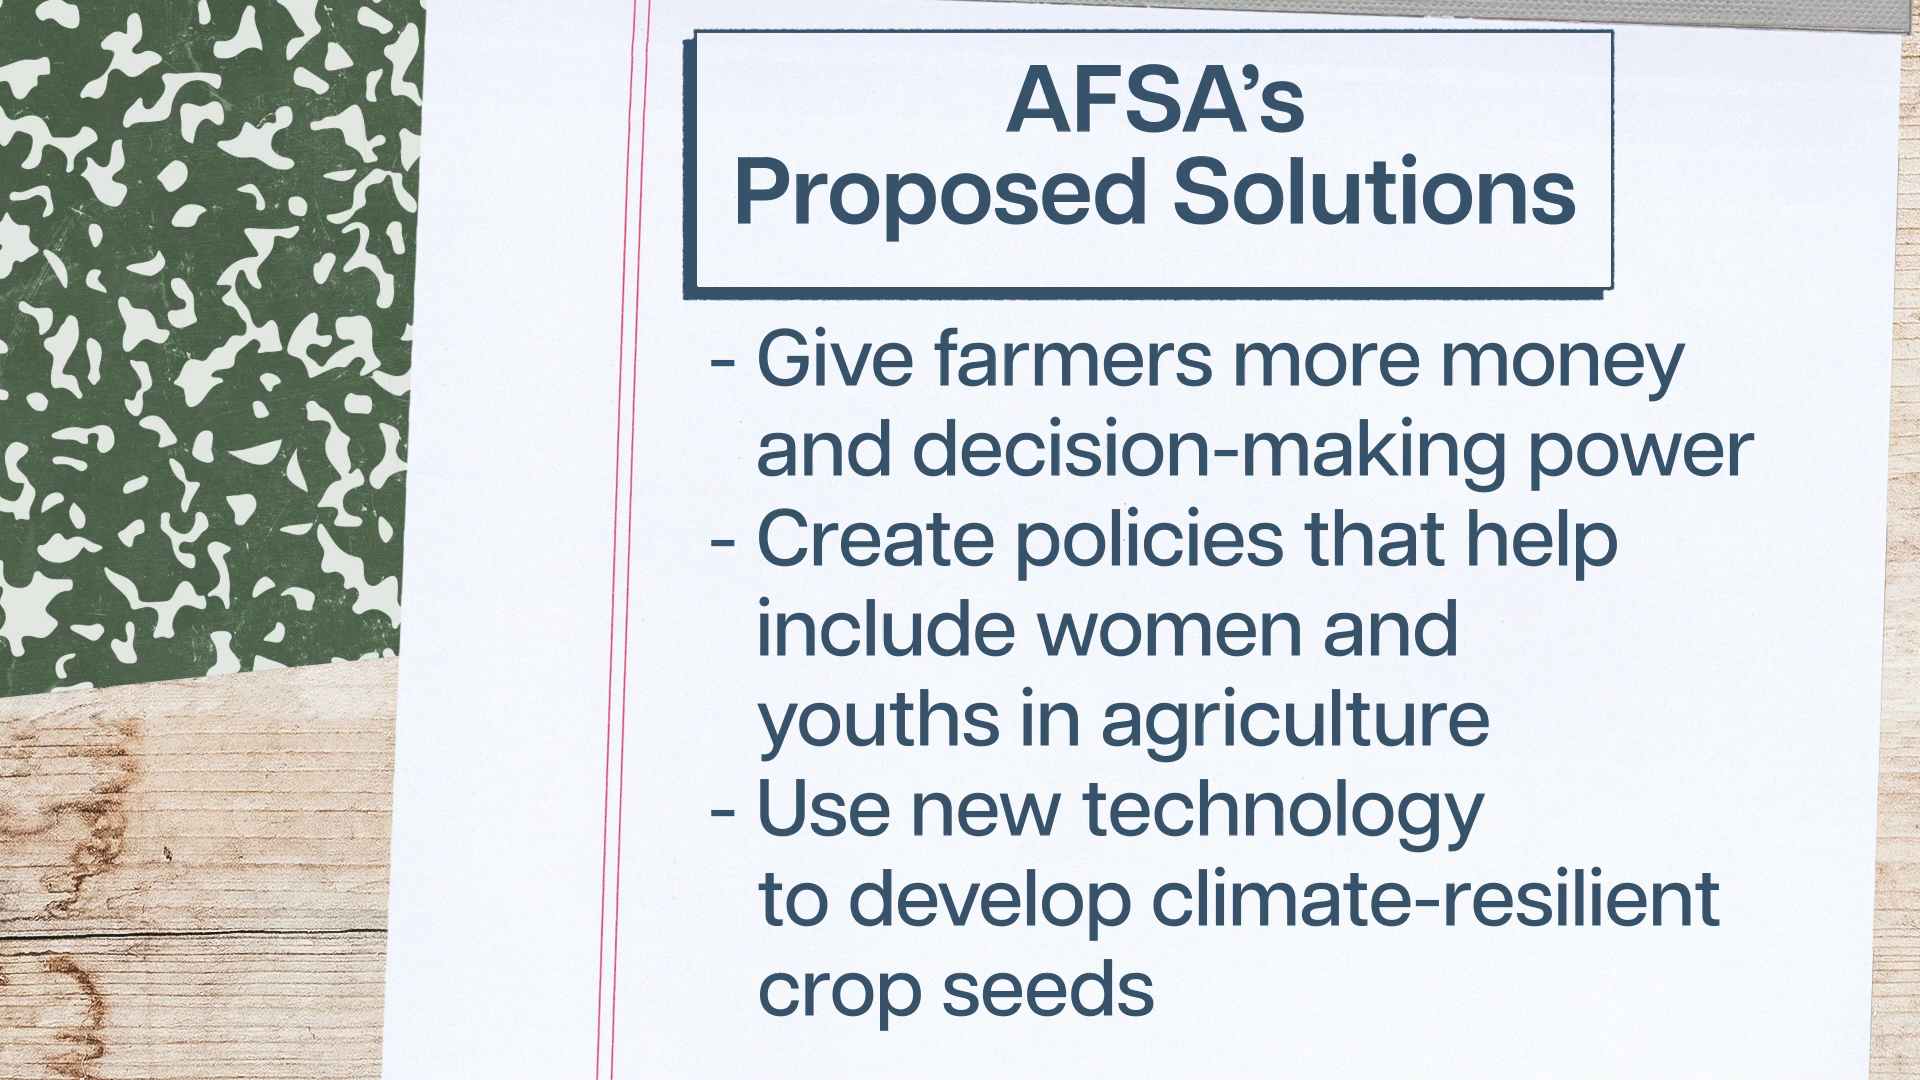 AFSA’s
Proposed Solutions
- Give farmers more money
and decision-making power
- Create policies that help
include women and
youths in agriculture
- Use new technology
to develop climate-resilient
crop seeds